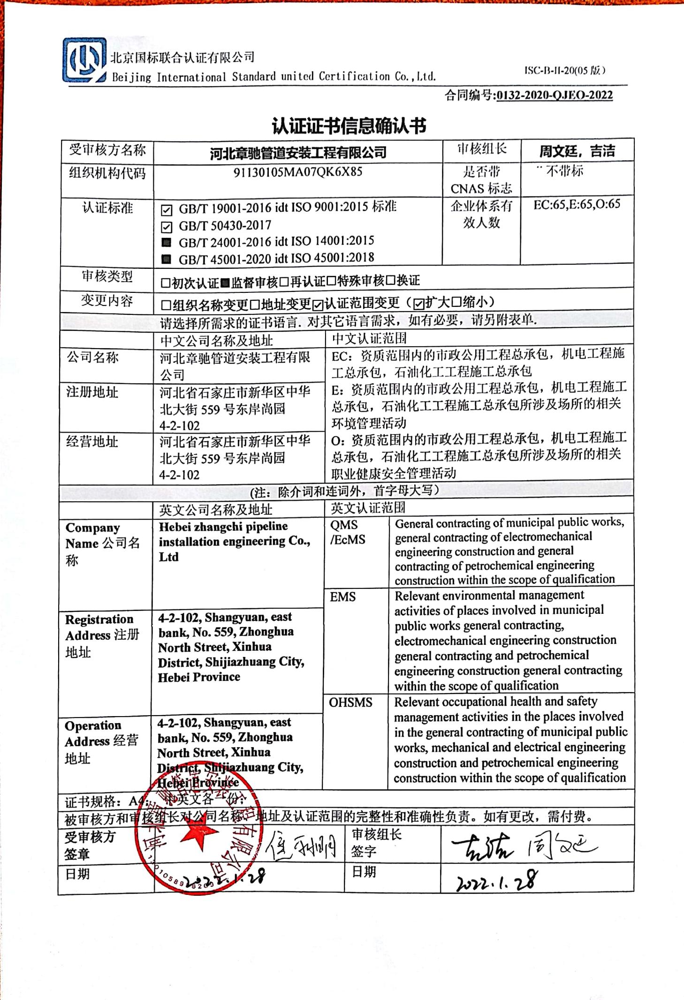 北京国标联合认证有限公司
Beijing International Standard united Certification Co.,Ltd.
ISC-B-II-20(05 版)
合同编号:0132-2020-QJEO-2022
认证证书信息确认书
受审核方名称 河北章驰管道安装工程有限公司 审核组长 周文廷，吉洁
组织机构代码 91130105MA07QK6X85 是否带 ¨ 不带标
CNAS 标志
认证标准 ☑ GB/T 19001-2016 idt ISO 9001:2015 标准 企业体系有 EC:65,E:65,O:65
☑ GB/T 50430-2017 效人数
■ GB/T 24001-2016 idt ISO 14001:2015
■ GB/T 45001-2020 idt ISO 45001:2018
审核类型 □初次认证■监督审核□再认证□特殊审核□换证
变更内容 □组织名称变更□地址变更☑认证范围变更（☑扩大□缩小）
请选择所需求的证书语言. 对其它语言需求，如有必要，请另附表单.
中文公司名称及地址 中文认证范围
公司名称 河北章驰管道安装工程有限
公司
注册地址 河北省石家庄市新华区中华
北大街 559 号东岸尚园
4-2-102
经营地址 河北省石家庄市新华区中华
北大街 559 号东岸尚园
4-2-102
EC：资质范围内的市政公用工程总承包，机电工程施
工总承包，石油化工工程施工总承包
E：资质范围内的市政公用工程总承包，机电工程施工
总承包，石油化工工程施工总承包所涉及场所的相关
环境管理活动
O：资质范围内的市政公用工程总承包，机电工程施工
总承包，石油化工工程施工总承包所涉及场所的相关
职业健康安全管理活动
(注：除介词和连词外，首字母大写）
英文公司名称及地址 英文认证范围
Company
Name 公司名
称
Hebei zhangchi pipeline
installation engineering Co.,
Ltd
Registration
Address 注册
地址
4-2-102, Shangyuan, east
bank, No. 559, Zhonghua
North Street, Xinhua
District, Shijiazhuang City,
Hebei Province
Operation
Address 经营
地址
4-2-102, Shangyuan, east
bank, No. 559, Zhonghua
North Street, Xinhua
District, Shijiazhuang City,
Hebei Province
QMS
/EcMS
General contracting of municipal public works,
general contracting of electromechanical
engineering construction and general
contracting of petrochemical engineering
construction within the scope of qualification
EMS
Relevant environmental management
activities of places involved in municipal
public works general contracting,
electromechanical engineering construction
general contracting and petrochemical
engineering construction general contracting
within the scope of qualification
OHSMS
Relevant occupational health and safety
management activities in the places involved
in the general contracting of municipal public
works, mechanical and electrical engineering
construction and petrochemical engineering
construction within the scope of qualification
证书规格：A4； 中英文各一份；
被审核方和审核组长对公司名称、地址及认证范围的完整性和准确性负责。如有更改，需付费。
受审核方
签章
审核组长
签字
吉洁 周文廷
日期 2022.1.28 日期 2022.1.28
河北章驰管道安装工程有限公司